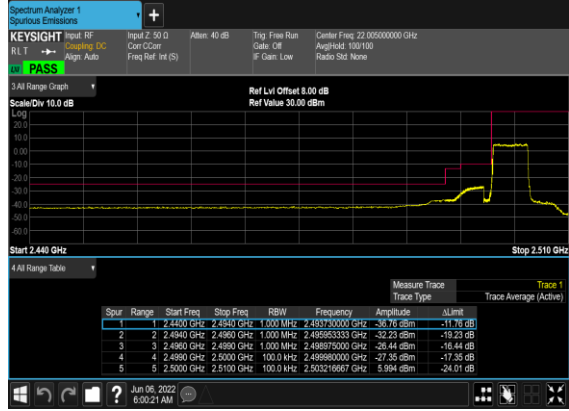 Spectrum Analyzer 1
Spurious Emissions
+
KEYSIGHT Input: RF Input Z: 50 Ω Atten: 40 dB Trig: Free Run Center Freq: 22.005000000 GHz
Coupling: DC Corr CCorr Gate: Off Avg|Hold: 100/100
RLT Align: Auto Freq Ref: Int (S) IF Gain: Low Radio Std: None
PASS
3 All Range Graph
Ref Lvl Offset 8.00 dB
Scale/Div 10.0 dB Ref Value 30.00 dBm
Log
20.0
10.0
0.00
-10.0
-20.0
-30.0
-40.0
-50.0
-60.0
Start 2.440 GHz Stop 2.510 GHz
4 All Range Table
Measure Trace Trace 1
Trace Type Trace Average (Active)
Spur Range Start Freq Stop Freq RBW Frequency Amplitude ΔLimit
1 1 2.4400 GHz 2.4940 GHz 1.000 MHz 2.493730000 GHz -36.76 dBm -11.76 dB
2 2 2.4940 GHz 2.4960 GHz 1.000 MHz 2.495953333 GHz -32.23 dBm -19.23 dB
3 3 2.4960 GHz 2.4990 GHz 1.000 MHz 2.498975000 GHz -26.44 dBm -16.44 dB
4 4 2.4990 GHz 2.5000 GHz 100.0 kHz 2.499980000 GHz -27.35 dBm -17.35 dB
5 5 2.5000 GHz 2.5100 GHz 100.0 kHz 2.503216667 GHz 5.994 dBm -24.01 dB
? Jun 06, 2022
6:00:21 AM